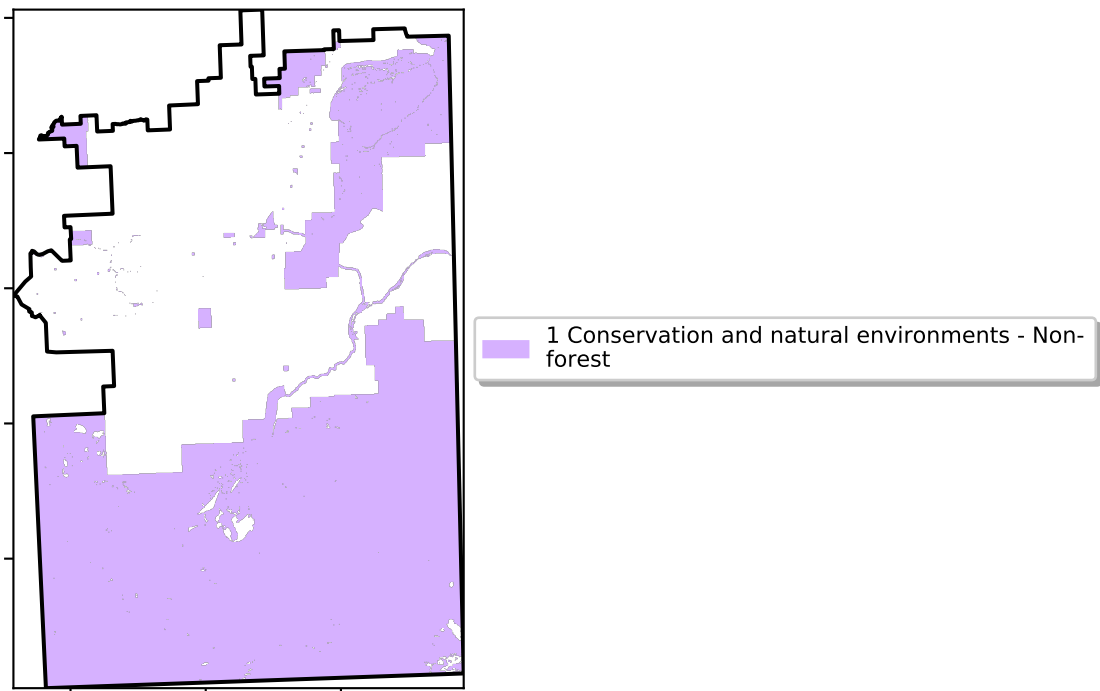 1 Conservation and natural environments - Non-
forest